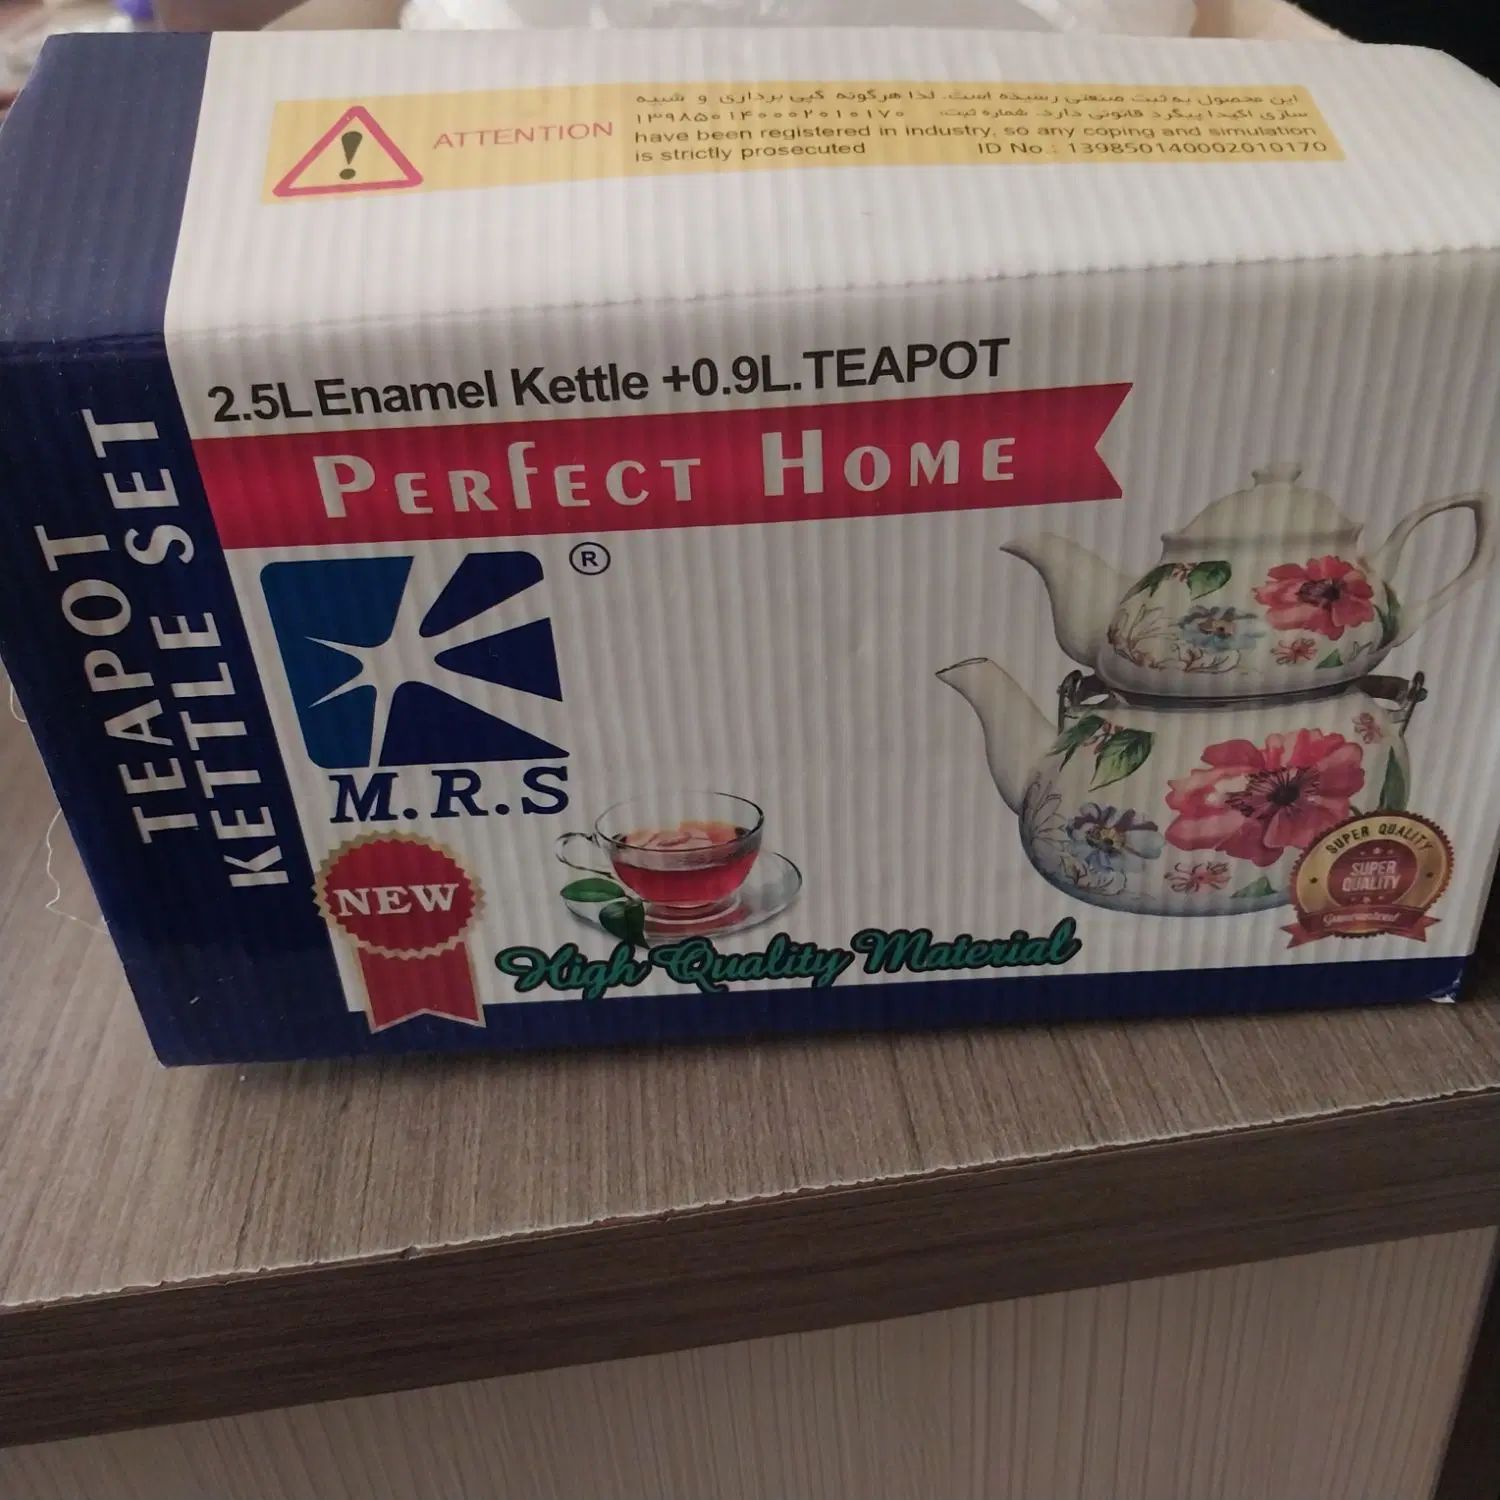 ATTENTION
این محصول به ثبت صنعتی رسیده است. لذا هرگونه کپی برداری و شبیه
سازی اکیدا پیگرد قانونی دارد. شماره ثبت: ۱۳۹۸۵۰۱۴۰۰۰۲۰۱۰۱۷۰
have been registered in industry, so any coping and simulation
is strictly prosecuted ID No.: 139850140002010170
2.5L Enamel Kettle +0.9L.TEAPOT
PERFECT HOME
TEAPOT
KETTLE SET
®
M.R.S
NEW
High Quality Material
SUPER QUALITY
SUPER
QUALITY
Guaranteed